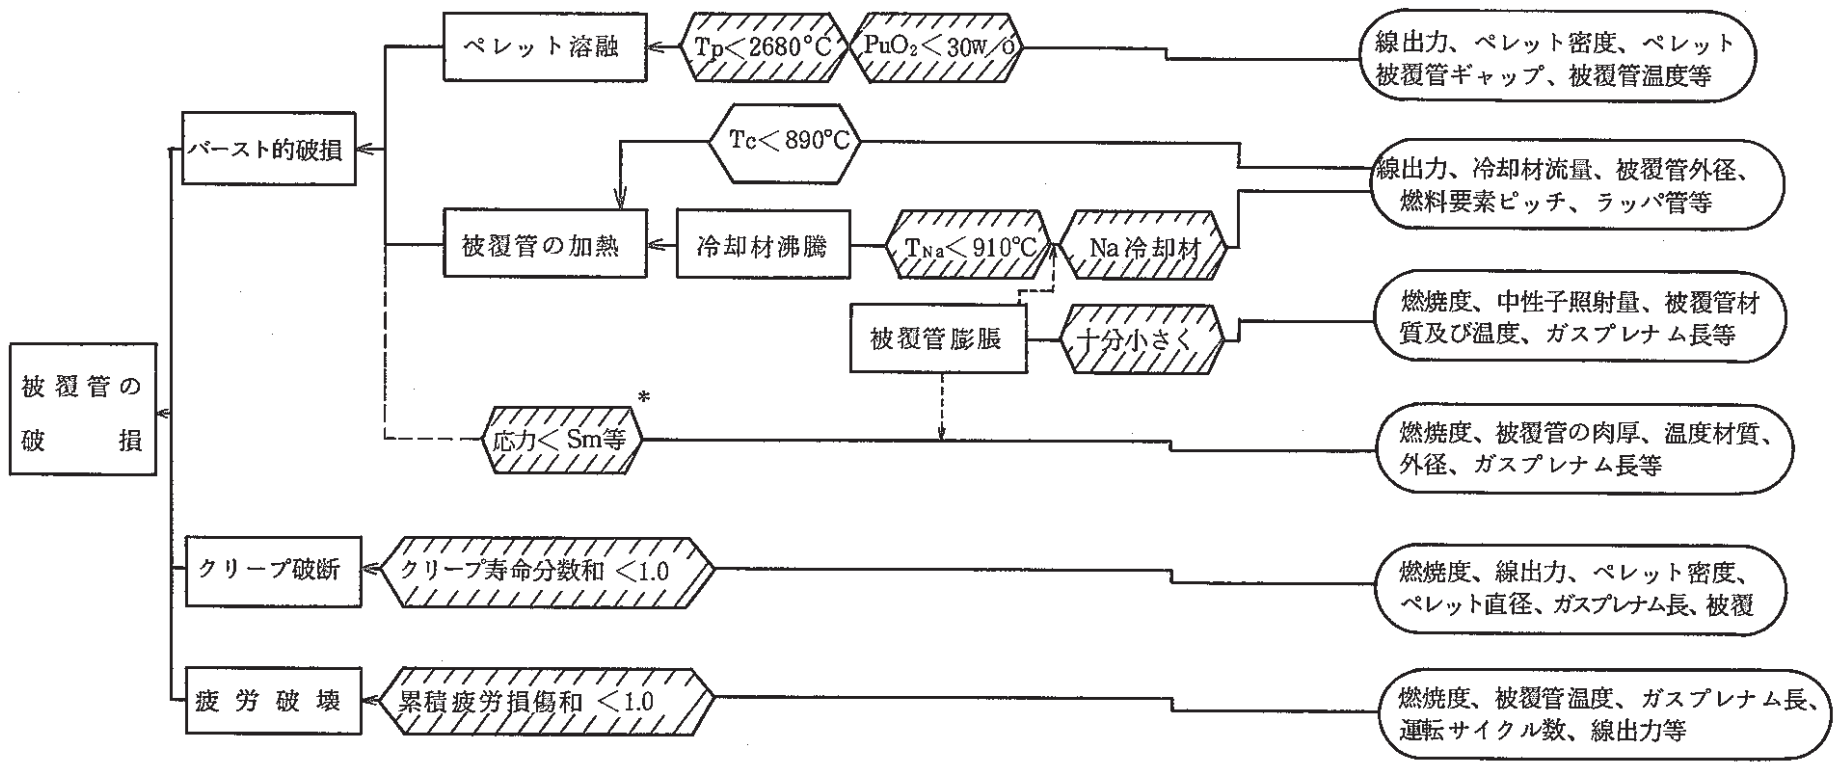 ペレット溶融
Tp＜2680℃
PuO₂＜30w/o
線出力、ペレット密度、ペレット
被覆管ギャップ、被覆管温度等
バースト的破損
Tc＜890℃
線出力、冷却材流量、被覆管外径、
燃料要素ピッチ、ラッパ管等
被覆管の加熱
冷却材沸騰
TNa＜910℃
Na冷却材
被覆管膨脹
十分小さく
燃焼度、中性子照射量、被覆管材
質及び温度、ガスプレナム長等
被覆管の
破損
応力＜Sm等
*
燃焼度、被覆管の肉厚、温度材質、
外径、ガスプレナム長等
クリープ破断
クリープ寿命分数和＜1.0
燃焼度、線出力、ペレット密度、
ペレット直径、ガスプレナム長、被覆
疲労破壊
累積疲労損傷和＜1.0
燃焼度、被覆管温度、ガスプレナム長、
運転サイクル数、線出力等